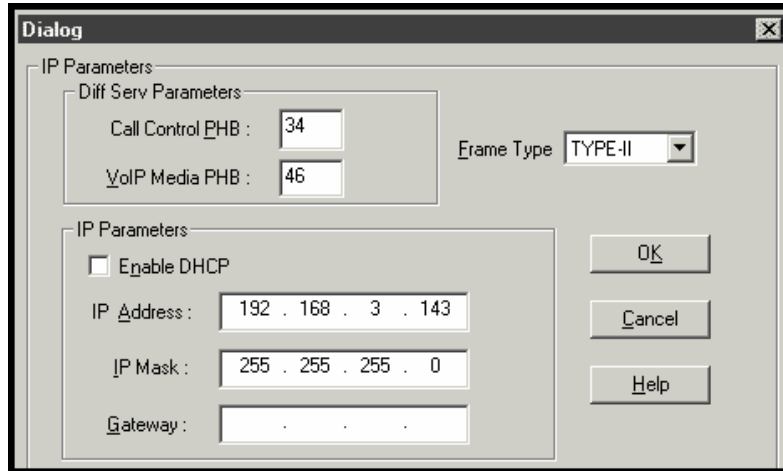 Dialog
IP Parameters
Diff Serv Parameters
Call Control PHB : 34
Frame Type TYPE-II
VoIP Media PHB : 46
IP Parameters
Enable DHCP
OK
IP Address : 192 . 168 . 3 . 143
Cancel
IP Mask : 255 . 255 . 255 . 0
Help
Gateway : . . .